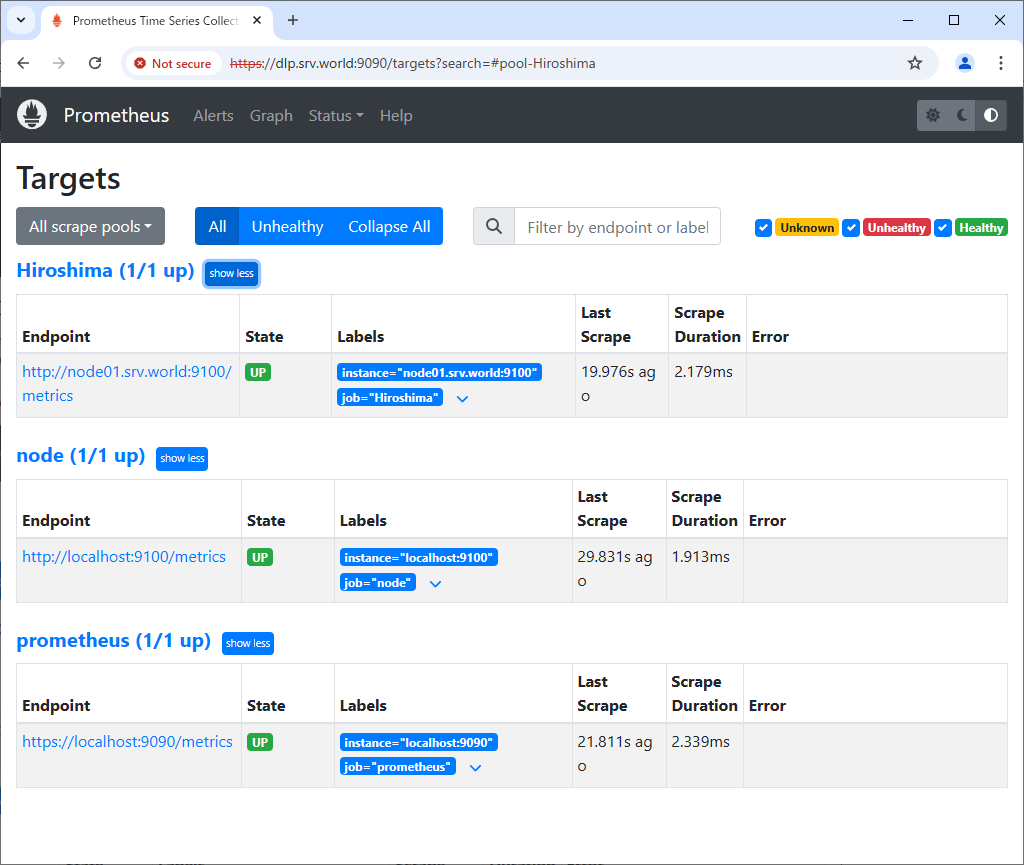 Prometheus Time Series Collect
Not secure https://dlp.srv.world:9090/targets?search=#pool-Hiroshima
Prometheus Alerts Graph Status Help
Targets
All scrape pools All Unhealthy Collapse All Filter by endpoint or label Unknown Unhealthy Healthy
Hiroshima (1/1 up) show less
Endpoint State Labels Last Scrape Scrape Duration Error
http://node01.srv.world:9100/ UP instance="node01.srv.world:9100" 19.976s ag 2.179ms
metrics job="Hiroshima" o
node (1/1 up) show less
Endpoint State Labels Last Scrape Scrape Duration Error
http://localhost:9100/metrics UP instance="localhost:9100" 29.831s ag 1.913ms
job="node" o
prometheus (1/1 up) show less
Endpoint State Labels Last Scrape Scrape Duration Error
https://localhost:9090/metrics UP instance="localhost:9090" 21.811s ag 2.339ms
job="prometheus" o